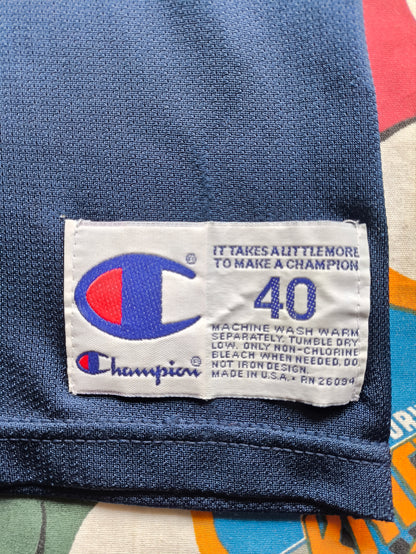 IT TAKES A LITTLE MORE
TO MAKE A CHAMPION
®
40
MACHINE WASH WARM
SEPARATELY. TUMBLE DRY
LOW. ONLY NON-CHLORINE
BLEACH WHEN NEEDED. DO
NOT IRON DESIGN.
MADE IN U.S.A. • RN 26094
Champion®